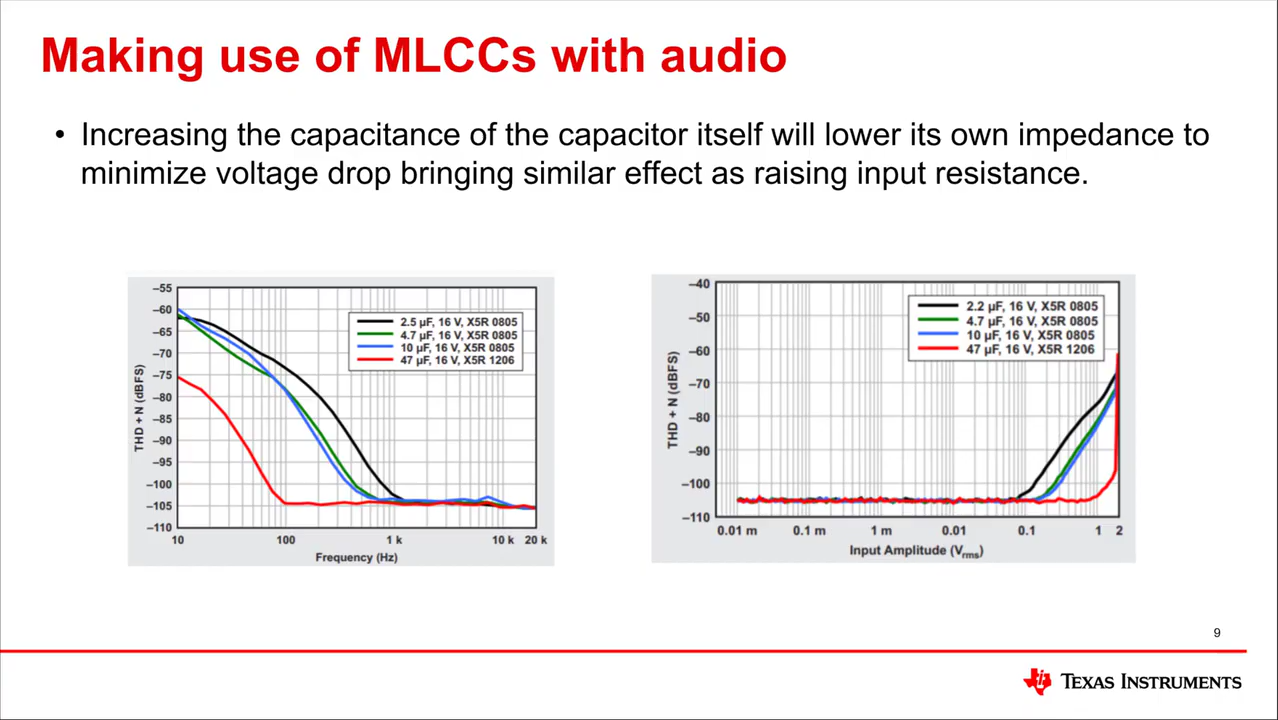 Making use of MLCCs with audio
• Increasing the capacitance of the capacitor itself will lower its own impedance to
minimize voltage drop bringing similar effect as raising input resistance.
THD + N (dBFS)
–55
–60
–65
–70
–75
–80
–85
–90
–95
–100
–105
–110
2.5 µF, 16 V, X5R 0805
4.7 µF, 16 V, X5R 0805
10 µF, 16 V, X5R 0805
47 µF, 16 V, X5R 1206
10 100 1 k 10 k 20 k
Frequency (Hz)
THD + N (dBFS)
–40
–50
–60
–70
–80
–90
–100
–110
2.2 µF, 16 V, X5R 0805
4.7 µF, 16 V, X5R 0805
10 µF, 16 V, X5R 0805
47 µF, 16 V, X5R 1206
0.01 m 0.1 m 1 m 0.01 0.1 1 2
Input Amplitude (Vrms)
9
TEXAS INSTRUMENTS